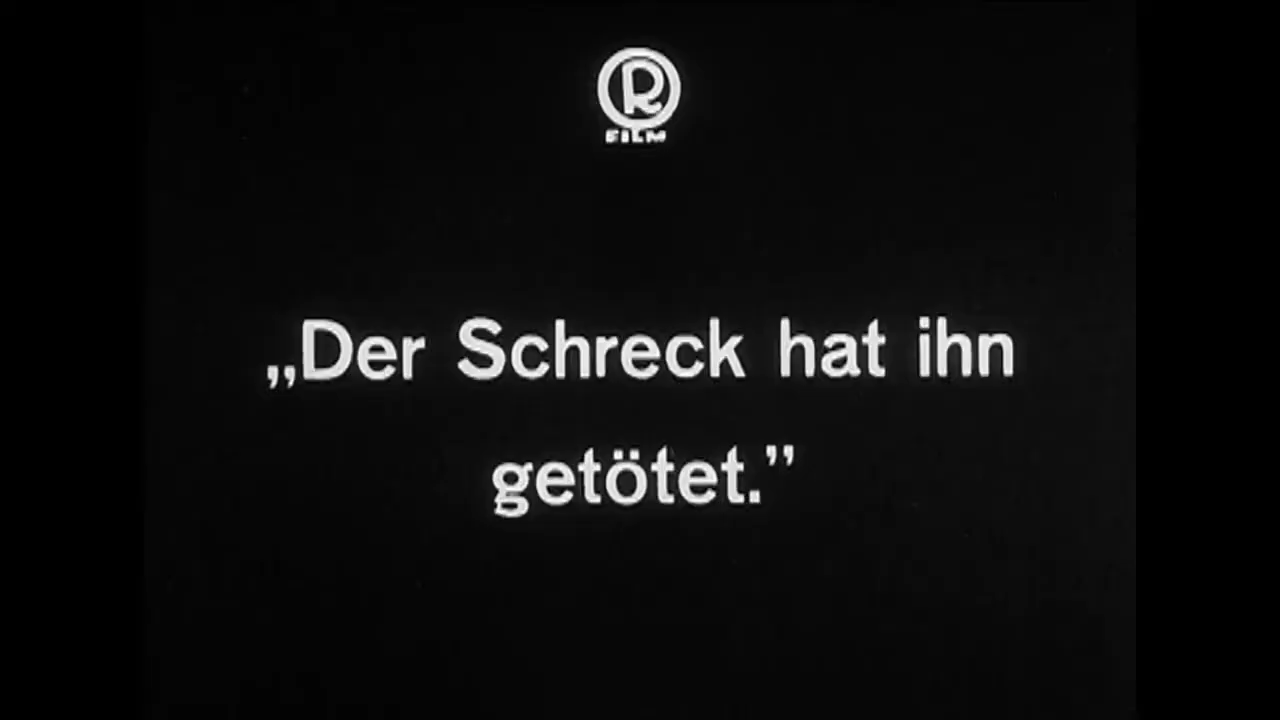 R
FILM
„Der Schreck hat ihn
getötet.”